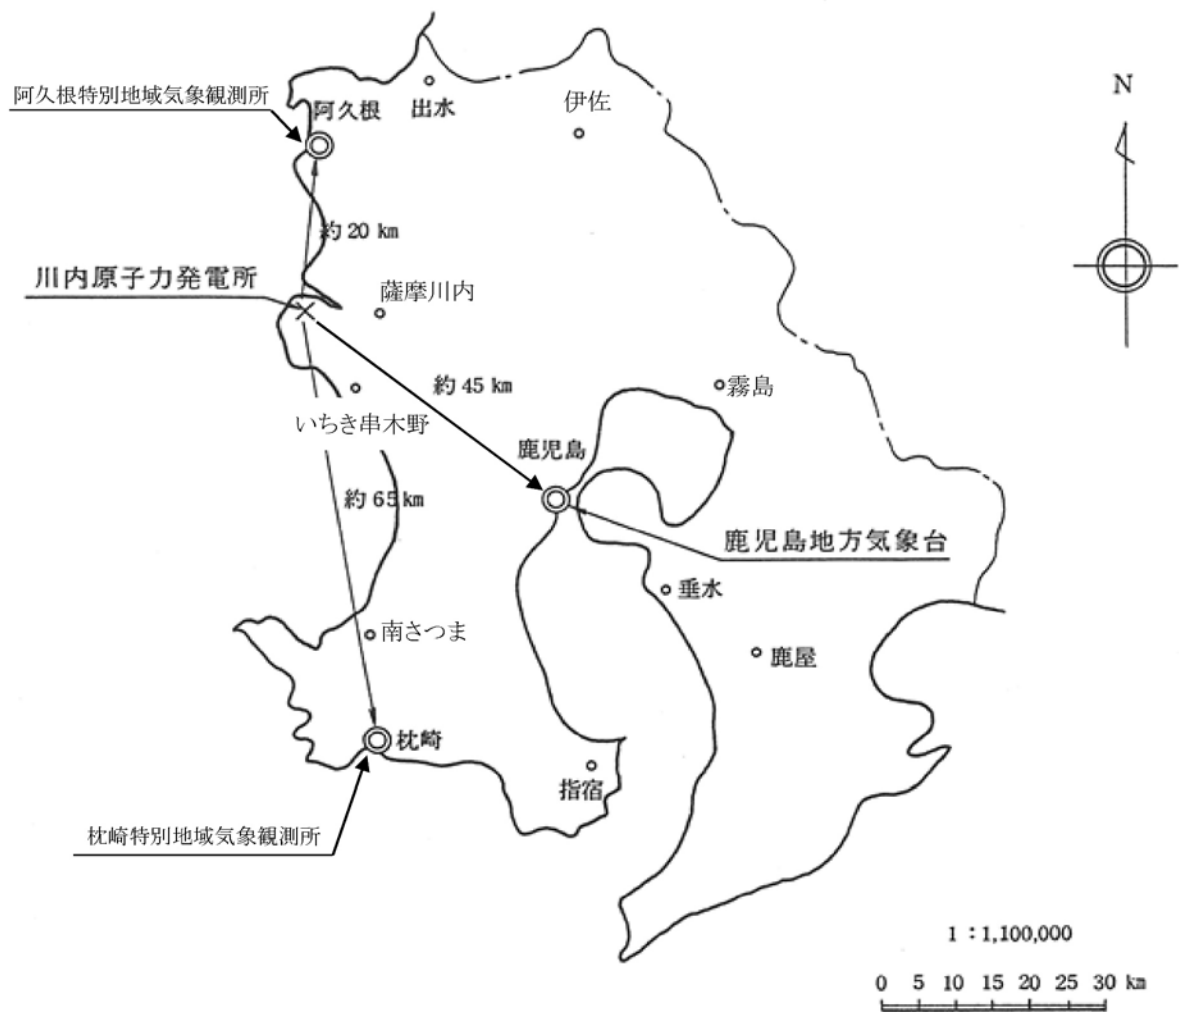 N
阿久根特別地域気象観測所
阿久根
出水
伊佐
約 20 km
川内原子力発電所
薩摩川内
約 45 km
霧島
いちき串木野
鹿児島
約 65 km
鹿児島地方気象台
垂水
南さつま
鹿屋
枕崎
指宿
枕崎特別地域気象観測所
1 : 1,100,000
0 5 10 15 20 25 30 km